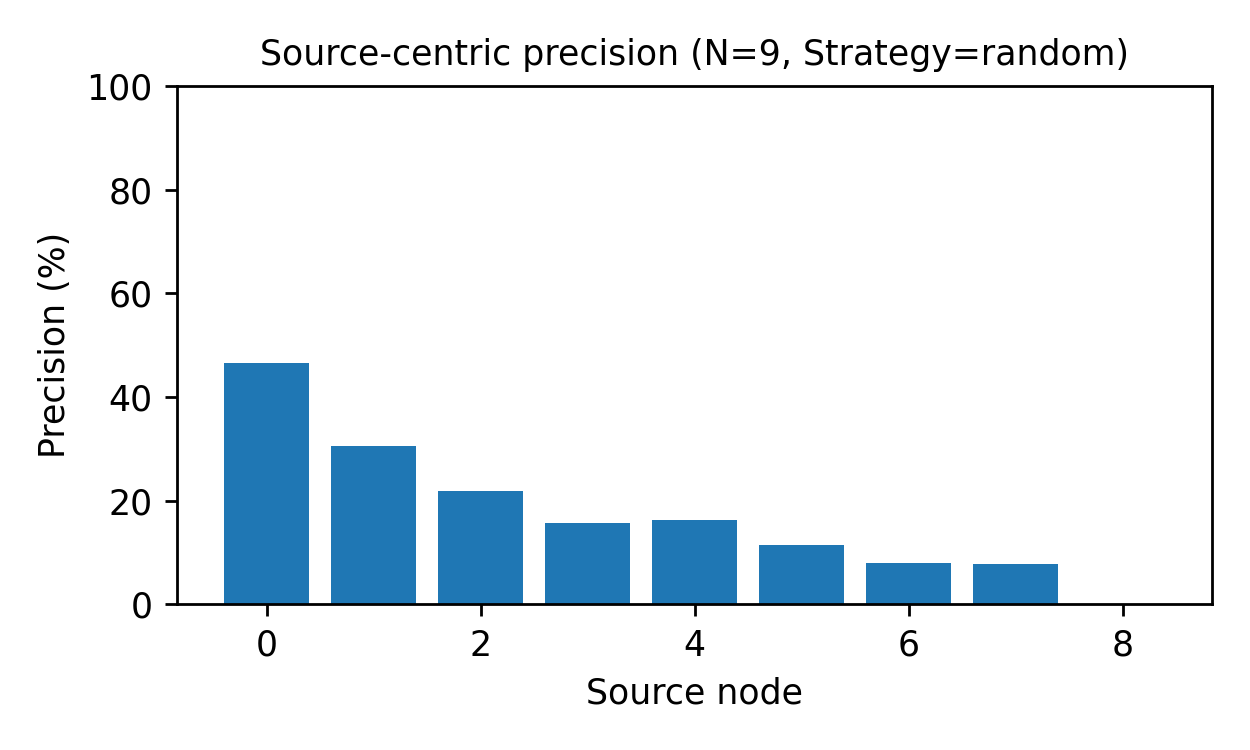 Source-centric precision (N=9, Strategy=random)
100
80
60
40
20
0
Precision (%)
0 2 4 6 8
Source node